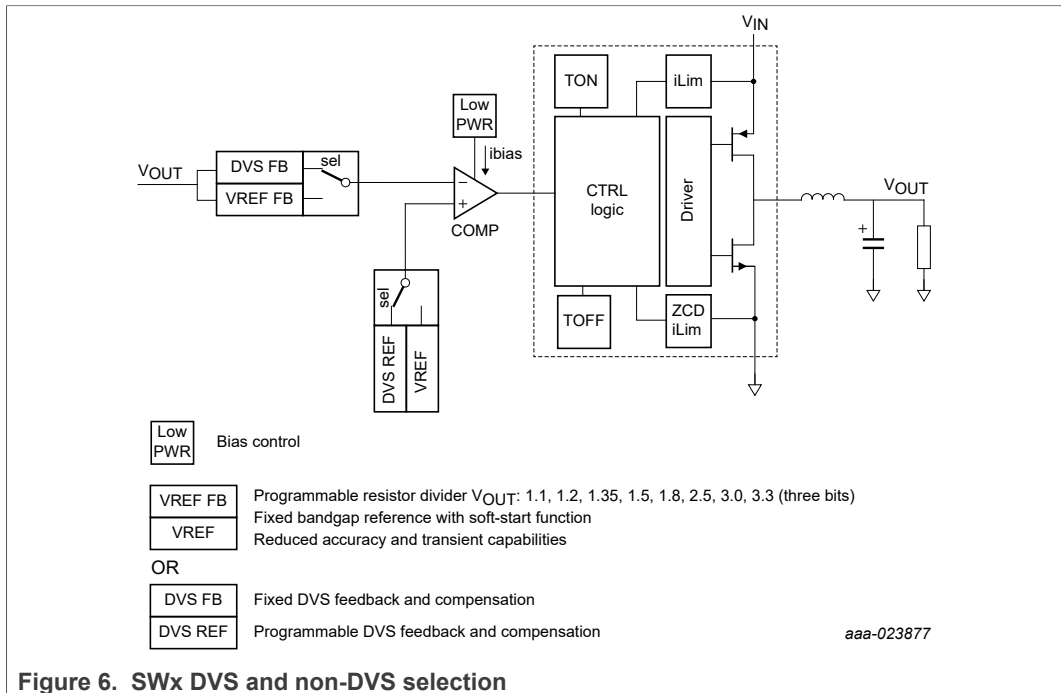 VIN
TON
iLim
Low
PWR
ibias
VOUT
DVS FB
VREF FB
sel
−
+
COMP
CTRL
logic
Driver
VOUT
+
sel
DVS REF
VREF
TOFF
ZCD
iLim
Low
PWR
Bias control
VREF FB
Programmable resistor divider VOUT: 1.1, 1.2, 1.35, 1.5, 1.8, 2.5, 3.0, 3.3 (three bits)
Fixed bandgap reference with soft-start function
VREF
Reduced accuracy and transient capabilities
OR
DVS FB
Fixed DVS feedback and compensation
DVS REF
Programmable DVS feedback and compensation
aaa-023877
Figure 6. SWx DVS and non-DVS selection